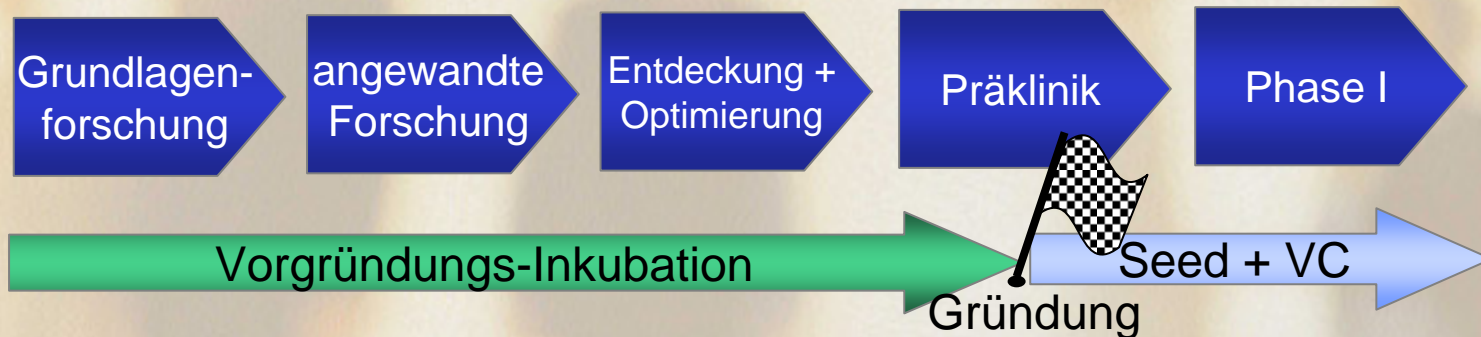 Grundlagen-
forschung
angewandte
Forschung
Entdeckung +
Optimierung
Präklinik
Phase I
Vorgründungs-Inkubation
Seed + VC
Gründung